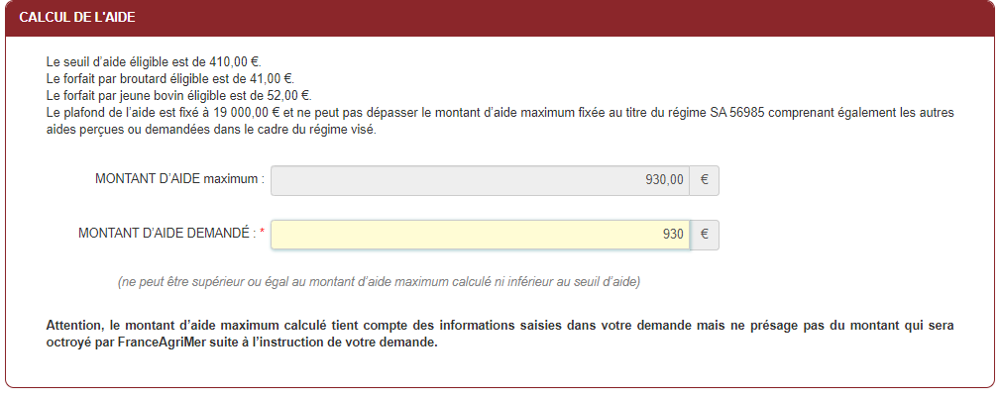 CALCUL DE L'AIDE
Le seuil d'aide éligible est de 410,00 €.
Le forfait par broutard éligible est de 41,00 €.
Le forfait par jeune bovin éligible est de 52,00 €.
Le plafond de l'aide est fixé à 19 000,00 € et ne peut pas dépasser le montant d'aide maximum fixée au titre du régime SA 56985 comprenant également les autres
aides perçues ou demandées dans le cadre du régime visé.
MONTANT D'AIDE maximum : 930,00 €
MONTANT D'AIDE DEMANDÉ : * 930 €
(ne peut être supérieur ou égal au montant d'aide maximum calculé ni inférieur au seuil d'aide)
Attention, le montant d'aide maximum calculé tient compte des informations saisies dans votre demande mais ne présage pas du montant qui sera
octroyé par FranceAgriMer suite à l'instruction de votre demande.